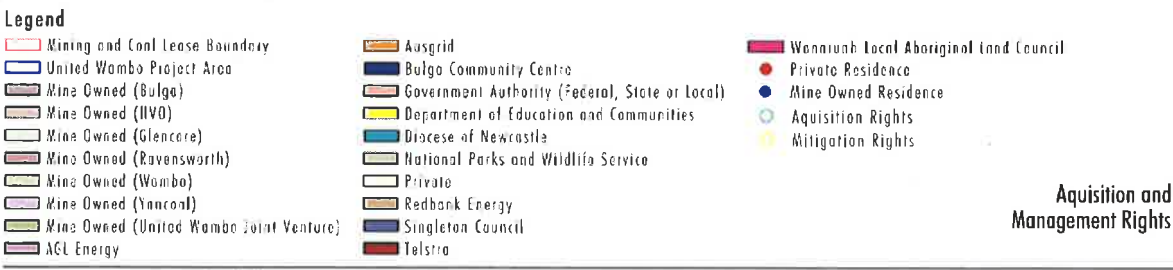 Legend
Mining and Coal Lease Boundary
United Wambo Project Area
Mine Owned (Bulga)
Mine Owned (HVO)
Mine Owned (Glencore)
Mine Owned (Ravensworth)
Mine Owned (Wambo)
Mine Owned (Yancoal)
Mine Owned (United Wambo Joint Venture)
AGL Energy
Ausgrid
Bulga Community Centre
Government Authority (Federal, State or Local)
Department of Education and Communities
Diocese of Newcastle
National Parks and Wildlife Service
Private
Redbank Energy
Singleton Council
Telstra
Wanaruah Local Aboriginal Land Council
Private Residence
Mine Owned Residence
Aquisition Rights
Mitigation Rights
Aquisition and
Management Rights